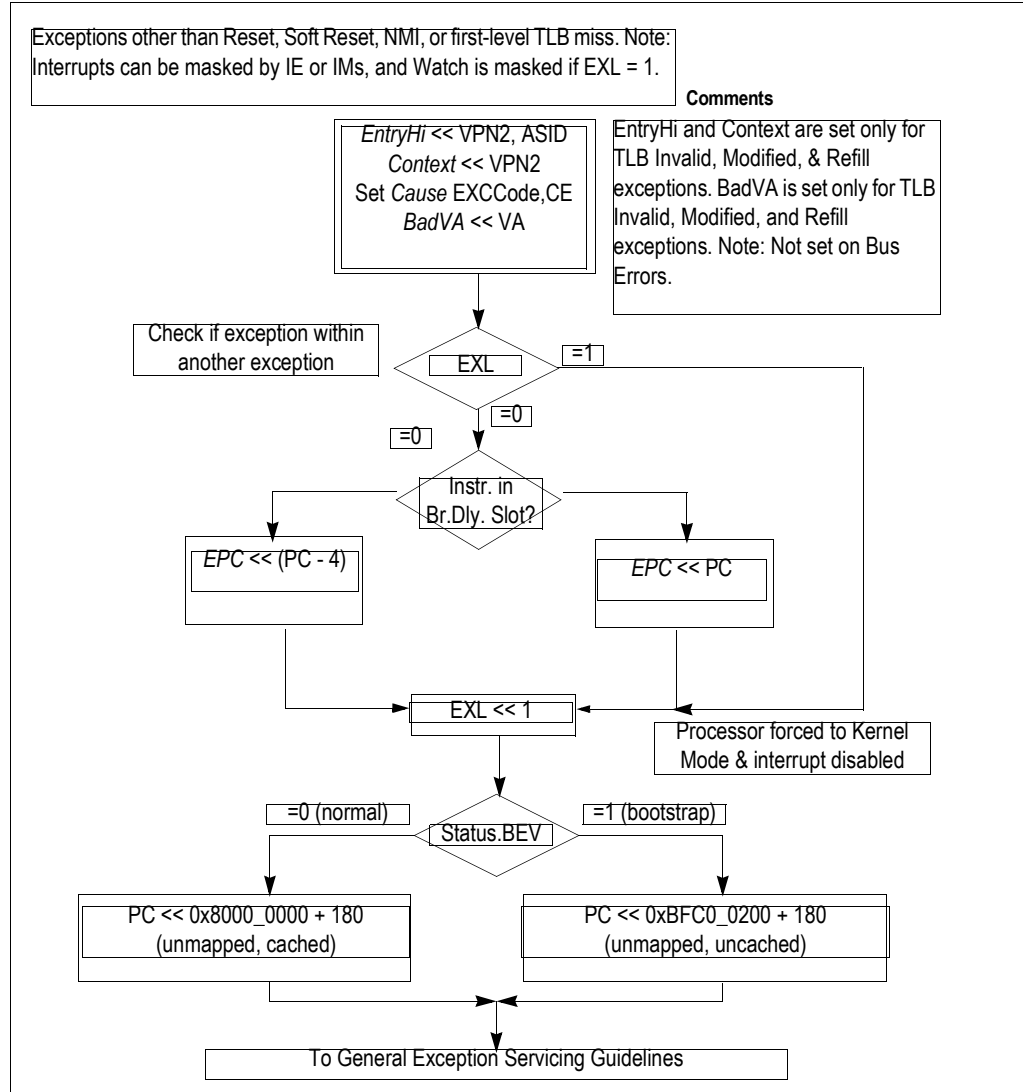 Exceptions other than Reset, Soft Reset, NMI, or first-level TLB miss. Note:
Interrupts can be masked by IE or IMs, and Watch is masked if EXL = 1.
Comments
EntryHi << VPN2, ASID
Context << VPN2
Set Cause EXCCode,CE
BadVA << VA
EntryHi and Context are set only for
TLB Invalid, Modified, & Refill
exceptions. BadVA is set only for TLB
Invalid, Modified, and Refill
exceptions. Note: Not set on Bus
Errors.
Check if exception within
another exception
EXL
=1
=0
=0
Instr. in
Br.Dly. Slot?
EPC << (PC - 4)
EPC << PC
EXL << 1
Processor forced to Kernel
Mode & interrupt disabled
=0 (normal)
=1 (bootstrap)
Status.BEV
PC << 0x8000_0000 + 180
(unmapped, cached)
PC << 0xBFC0_0200 + 180
(unmapped, uncached)
To General Exception Servicing Guidelines